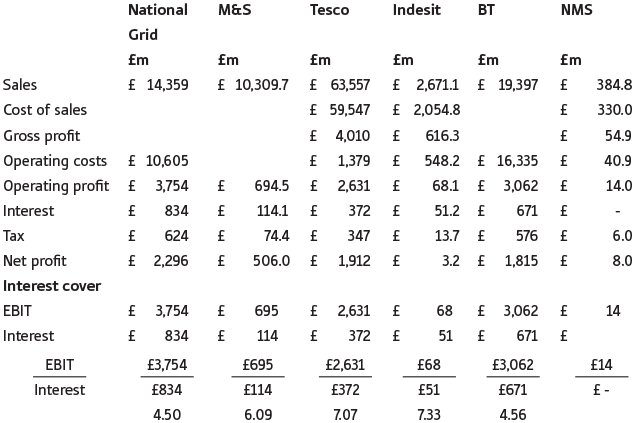 National M&S Tesco Indesit BT NMS
Grid
£m £m £m £m £m £m
Sales £ 14,359 £ 10,309.7 £ 63,557 £ 2,671.1 £ 19,397 £ 384.8
Cost of sales £ 59,547 £ 2,054.8 £ 330.0
Gross profit £ 4,010 £ 616.3 £ 54.9
Operating costs £ 10,605 £ 1,379 £ 548.2 £ 16,335 £ 40.9
Operating profit £ 3,754 £ 694.5 £ 2,631 £ 68.1 £ 3,062 £ 14.0
Interest £ 834 £ 114.1 £ 372 £ 51.2 £ 671 £ -
Tax £ 624 £ 74.4 £ 347 £ 13.7 £ 576 £ 6.0
Net profit £ 2,296 £ 506.0 £ 1,912 £ 3.2 £ 1,815 £ 8.0
Interest cover
EBIT £ 3,754 £ 695 £ 2,631 £ 68 £ 3,062 £ 14
Interest £ 834 £ 114 £ 372 £ 51 £ 671 £
EBIT £3,754 £695 £2,631 £68 £3,062 £14
Interest £834 £114 £372 £51 £671 £ -
4.50 6.09 7.07 7.33 4.56